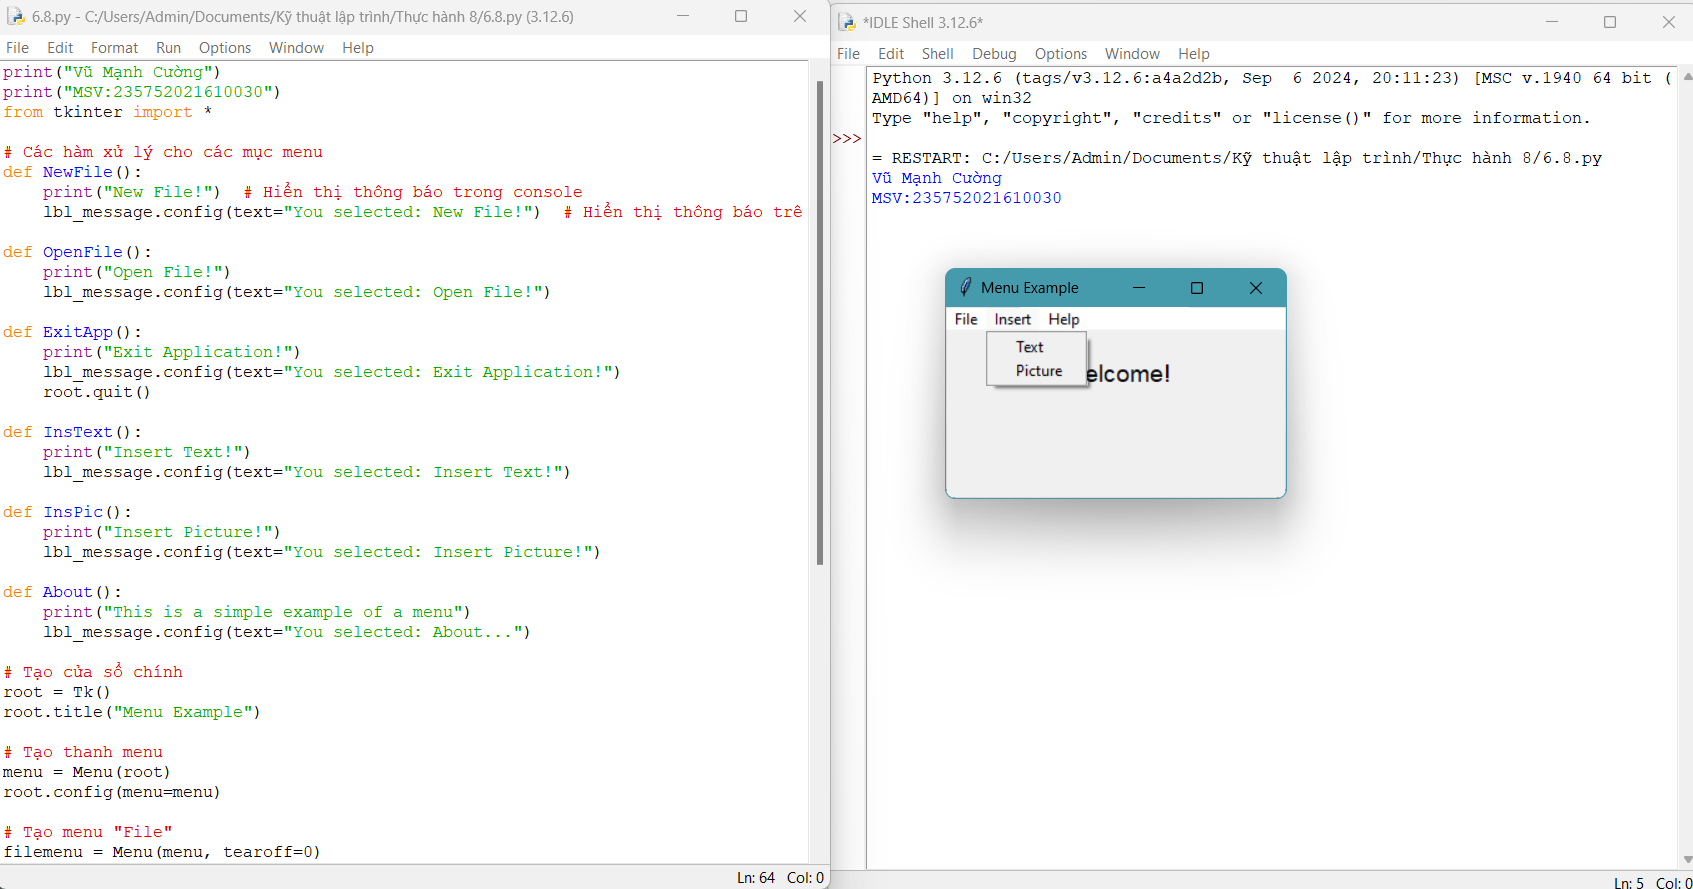 6.8.py - C:/Users/Admin/Documents/Kỹ thuật lập trình/Thực hành 8/6.8.py (3.12.6)
File Edit Format Run Options Window Help
print("Vũ Mạnh Cường")
print("MSV:235752021610030")
from tkinter import *
# Các hàm xử lý cho các mục menu
def NewFile():
    print("New File!")  # Hiển thị thông báo trong console
    lbl_message.config(text="You selected: New File!")  # Hiển thị thông báo trê
def OpenFile():
    print("Open File!")
    lbl_message.config(text="You selected: Open File!")
def ExitApp():
    print("Exit Application!")
    lbl_message.config(text="You selected: Exit Application!")
    root.quit()
def InsText():
    print("Insert Text!")
    lbl_message.config(text="You selected: Insert Text!")
def InsPic():
    print("Insert Picture!")
    lbl_message.config(text="You selected: Insert Picture!")
def About():
    print("This is a simple example of a menu")
    lbl_message.config(text="You selected: About...")
# Tạo cửa sổ chính
root = Tk()
root.title("Menu Example")
# Tạo thanh menu
menu = Menu(root)
root.config(menu=menu)
# Tạo menu "File"
filemenu = Menu(menu, tearoff=0)
Ln: 64 Col: 0
*IDLE Shell 3.12.6*
File Edit Shell Debug Options Window Help
Python 3.12.6 (tags/v3.12.6:a4a2d2b, Sep  6 2024, 20:11:23) [MSC v.1940 64 bit (
AMD64)] on win32
Type "help", "copyright", "credits" or "license()" for more information.
>>>
= RESTART: C:/Users/Admin/Documents/Kỹ thuật lập trình/Thực hành 8/6.8.py
Vũ Mạnh Cường
MSV:235752021610030
Menu Example
File Insert Help
Text
Picture
elcome!
Ln: 5 Col: 0